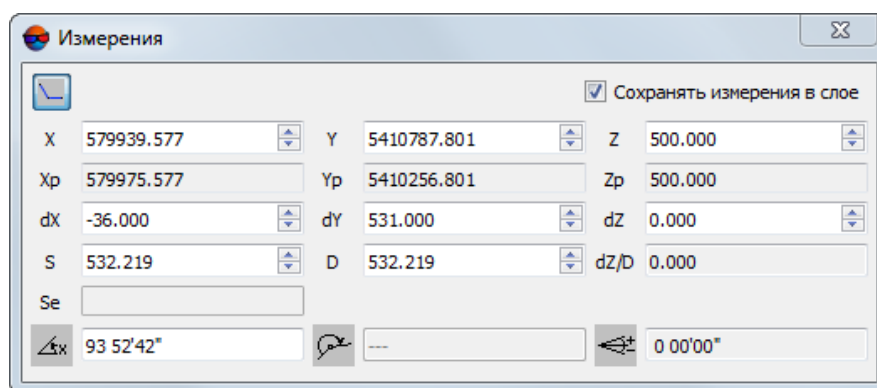 Измерения
Сохранять измерения в слое
X 579939.577 Y 5410787.801 Z 500.000
Xp 579975.577 Yp 5410256.801 Zp 500.000
dX -36.000 dY 531.000 dZ 0.000
S 532.219 D 532.219 dZ/D 0.000
Se
x 93 52'42" --- 0 00'00"